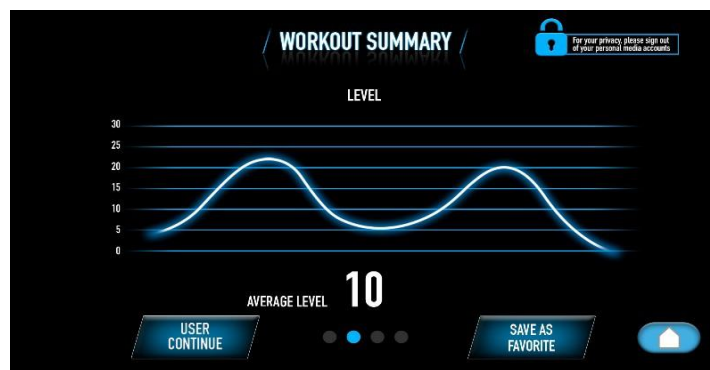 / WORKOUT SUMMARY /
For your privacy, please sign out
of your personal media accounts
LEVEL
30
25
20
15
10
5
0
AVERAGE LEVEL 10
USER
CONTINUE
SAVE AS
FAVORITE